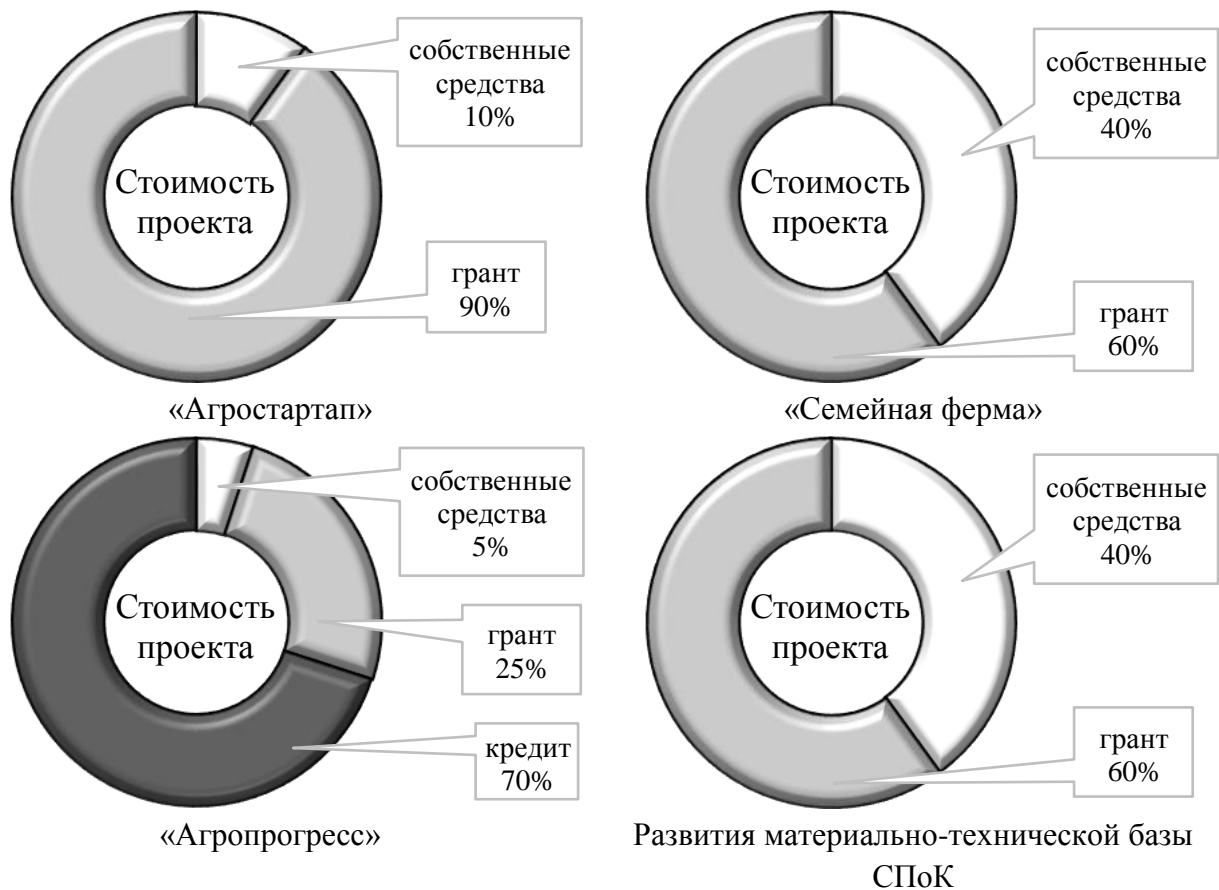 собственные
средства
10%
Стоимость
проекта
грант
90%
«Агростартап»
собственные
средства
40%
Стоимость
проекта
грант
60%
«Семейная ферма»
собственные
средства
5%
Стоимость
проекта
грант
25%
кредит
70%
«Агропрогресс»
собственные
средства
40%
Стоимость
проекта
грант
60%
Развития материально-технической базы
СПоК